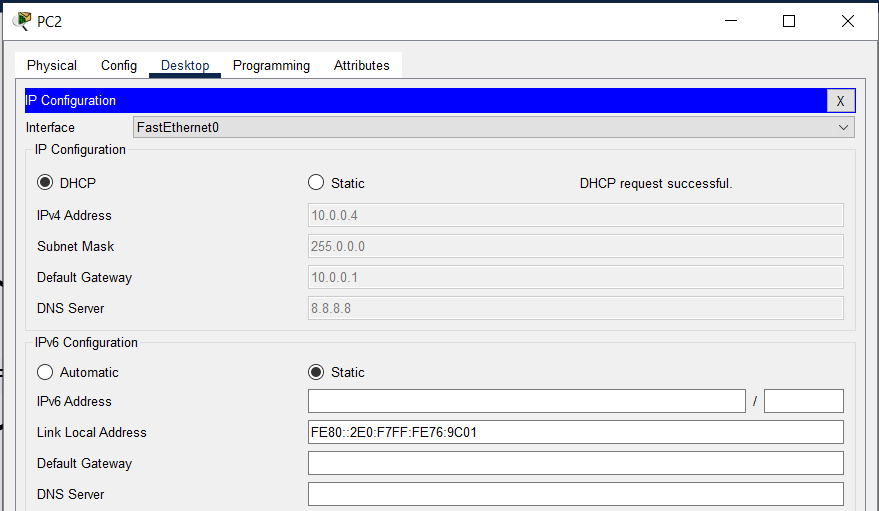 PC2
Physical Config Desktop Programming Attributes
IP Configuration X
Interface FastEthernet0
IP Configuration
DHCP Static DHCP request successful.
IPv4 Address 10.0.0.4
Subnet Mask 255.0.0.0
Default Gateway 10.0.0.1
DNS Server 8.8.8.8
IPv6 Configuration
Automatic Static
IPv6 Address /
Link Local Address FE80::2E0:F7FF:FE76:9C01
Default Gateway
DNS Server